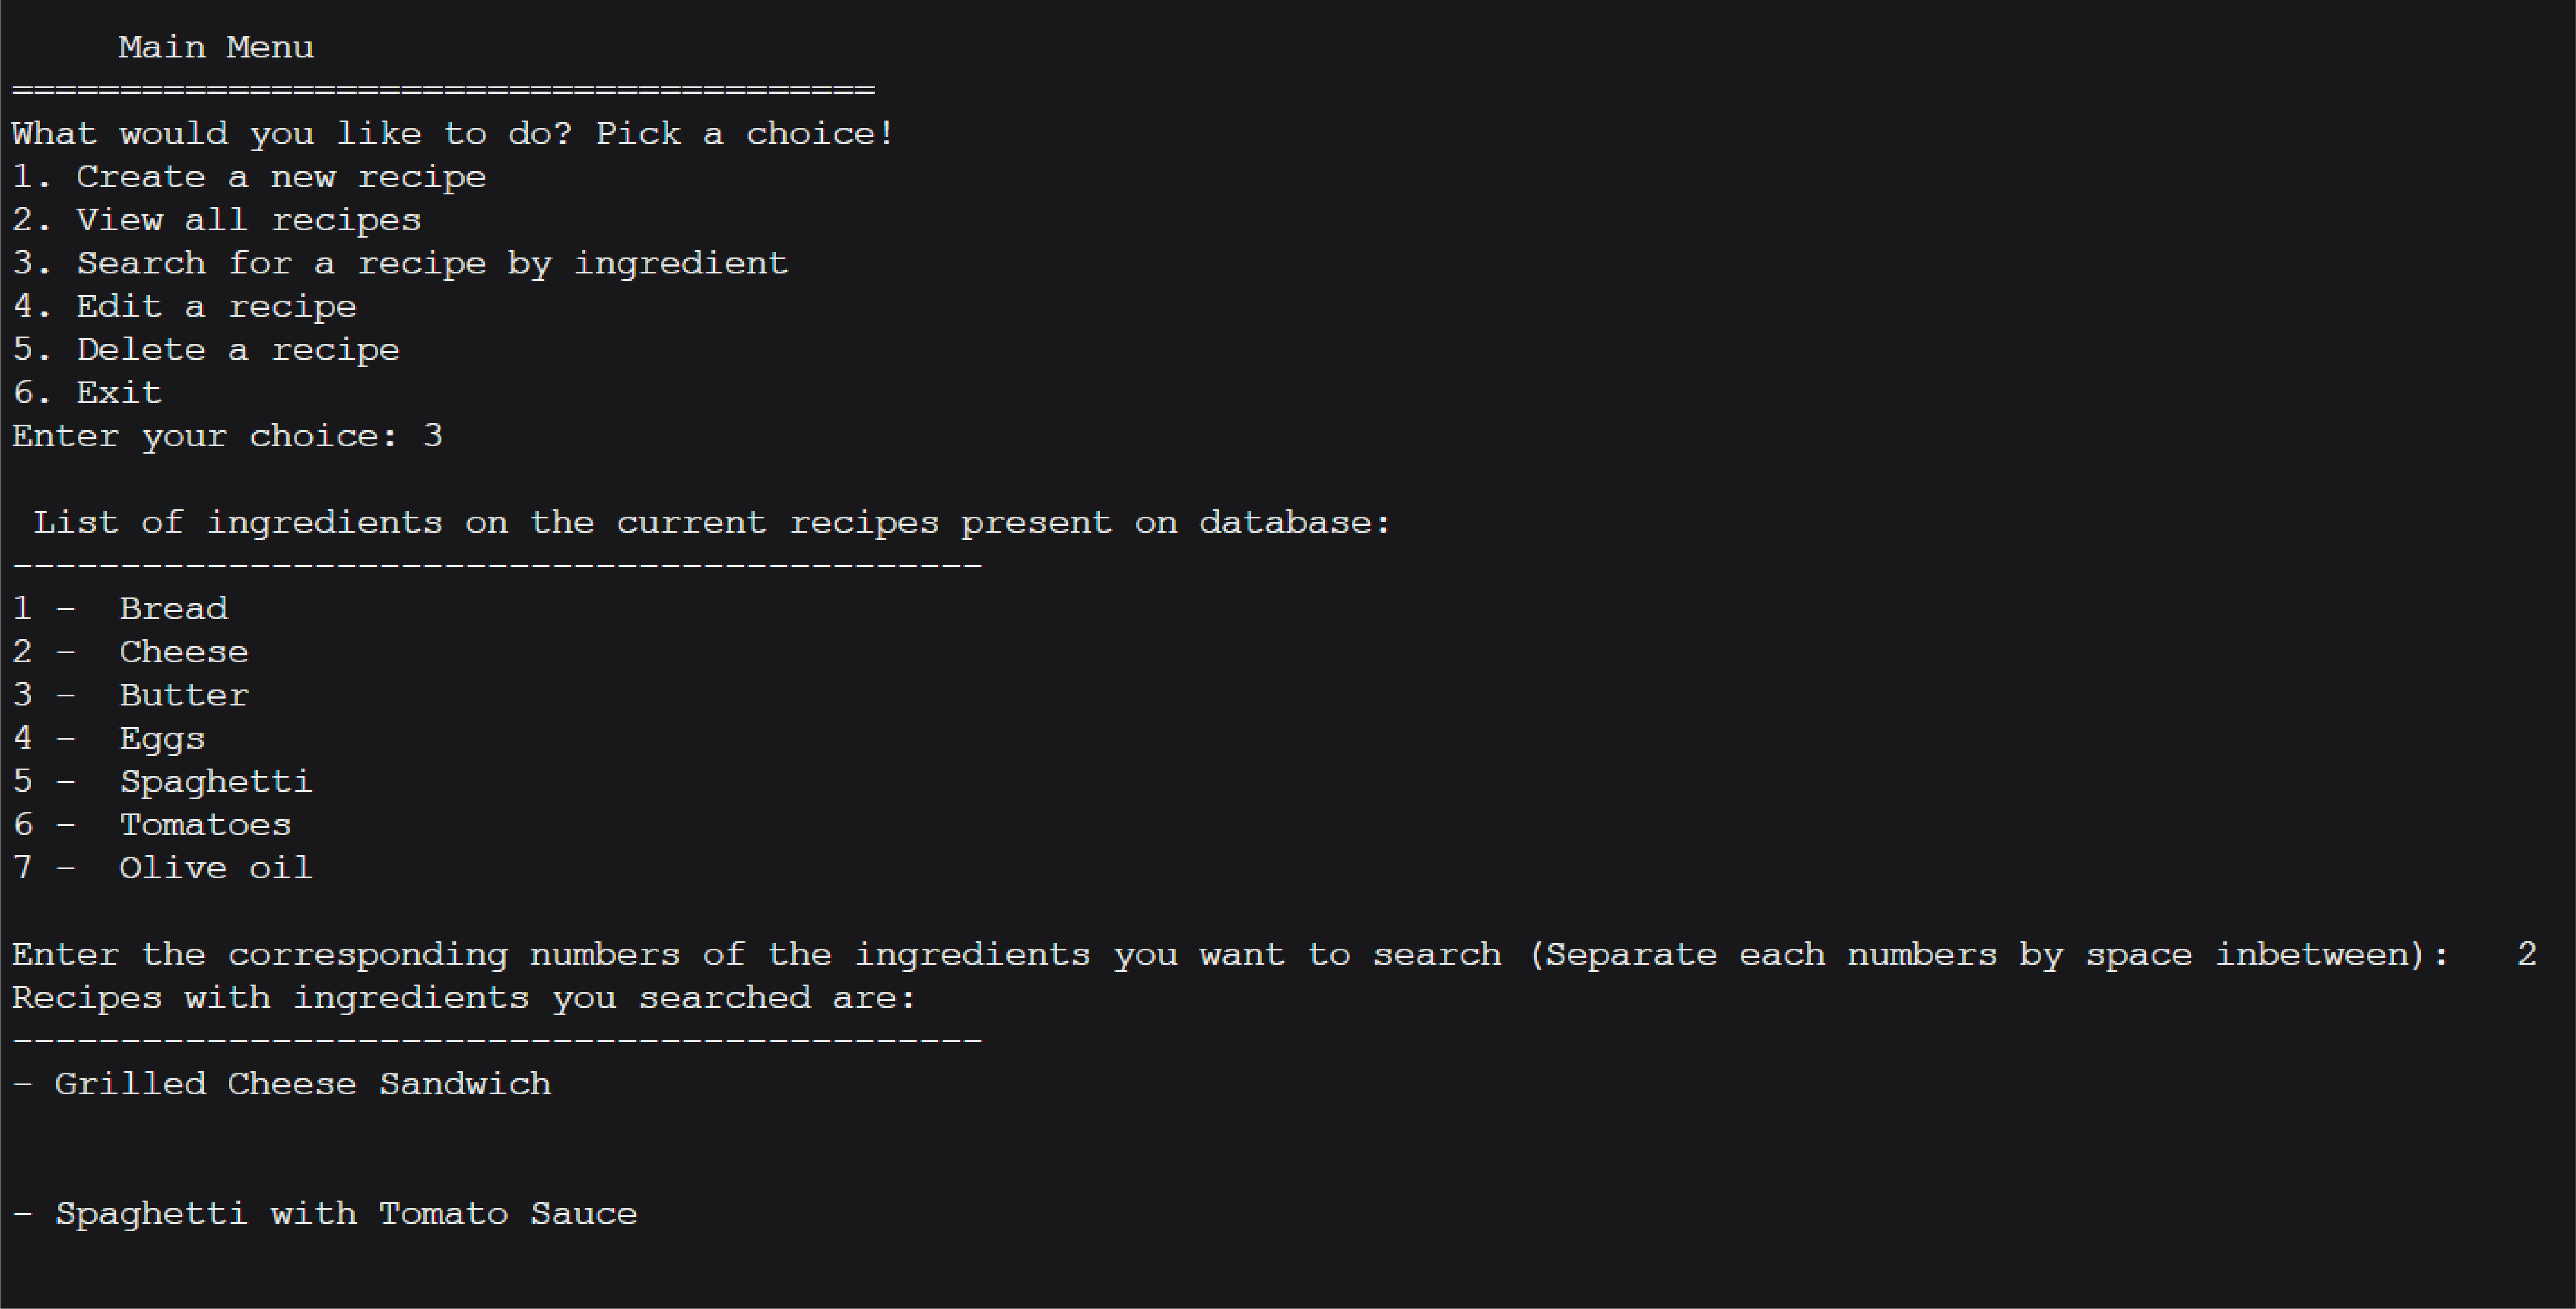 Main Menu
========================================
What would you like to do? Pick a choice!
1. Create a new recipe
2. View all recipes
3. Search for a recipe by ingredient
4. Edit a recipe
5. Delete a recipe
6. Exit
Enter your choice: 3
List of ingredients on the current recipes present on database:
---------------------------------------------
1 -  Bread
2 -  Cheese
3 -  Butter
4 -  Eggs
5 -  Spaghetti
6 -  Tomatoes
7 -  Olive oil
Enter the corresponding numbers of the ingredients you want to search (Separate each numbers by space inbetween):   2
Recipes with ingredients you searched are:
---------------------------------------------
- Grilled Cheese Sandwich
- Spaghetti with Tomato Sauce